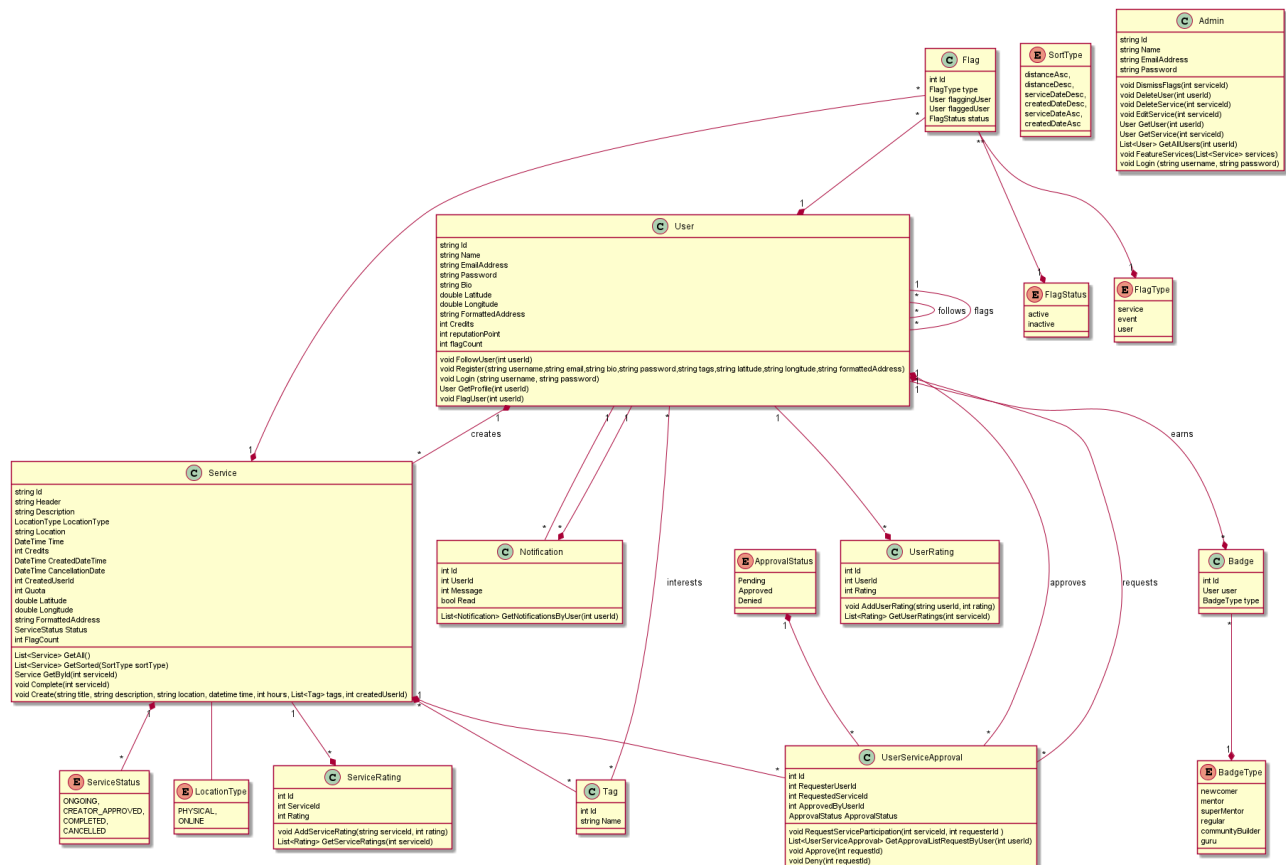 C Admin
string Id
string Name
string EmailAddress
string Password
void DismissFlags(int serviceId)
void DeleteUser(int userId)
void DeleteService(int serviceId)
void EditService(int serviceId)
User GetUser(int userId)
User GetService(int serviceId)
List<User> GetAllUsers(int userId)
void FeatureServices(List<Service> services)
void Login (string username, string password)
C Flag
int Id
FlagType type
User flaggingUser
User flaggedUser
FlagStatus status
E SortType
distanceAsc,
distanceDesc,
serviceDateDesc,
createdDateDesc,
serviceDateAsc,
createdDateAsc
*
*
**
1
C User
string Id
string Name
string EmailAddress
string Password
string Bio
double Latitude
double Longitude
string FormattedAddress
int Credits
int reputationPoint
int flagCount
void FollowUser(int userId)
void Register(string username,string email,string bio,string password,string tags,string latitude,string longitude,string formattedAddress)
void Login (string username, string password)
User GetProfile(int userId)
void FlagUser(int userId)
1
*
*
*
follows
flags
1
E FlagStatus
active
inactive
1
E FlagType
service
event
user
1
creates
*
1
1
*
1
1
1
earns
1
C Service
string Id
string Header
string Description
LocationType LocationType
string Location
DateTime Time
int Credits
DateTime CreatedDateTime
DateTime CancellationDate
int CreatedUserId
int Quota
double Latitude
double Longitude
string FormattedAddress
ServiceStatus Status
int FlagCount
List<Service> GetAll()
List<Service> GetSorted(SortType sortType)
Service GetById(int serviceId)
void Complete(int serviceId)
void Create(string title, string description, string location, datetime time, int hours, List<Tag> tags, int createdUserId)
*
*
C Notification
int Id
int UserId
int Message
bool Read
List<Notification> GetNotificationsByUser(int userId)
interests
E ApprovalStatus
Pending
Approved
Denied
*
C UserRating
int Id
int UserId
int Rating
void AddUserRating(string userId, int rating)
List<Rating> GetUserRatings(int serviceId)
approves
requests
*
C Badge
int Id
User user
BadgeType type
1
*
1
1
1
*
*
*
*
*
*
*
*
*
1
E ServiceStatus
ONGOING,
CREATOR_APPROVED,
COMPLETED,
CANCELLED
E LocationType
PHYSICAL,
ONLINE
C ServiceRating
int Id
int ServiceId
int Rating
void AddServiceRating(string serviceId, int rating)
List<Rating> GetServiceRatings(int serviceId)
C Tag
int Id
string Name
C UserServiceApproval
int Id
int RequesterUserId
int RequestedServiceId
int ApprovedByUserId
ApprovalStatus ApprovalStatus
void RequestServiceParticipation(int serviceId, int requesterId )
List<UserServiceApproval> GetApprovalListRequestByUser(int userId)
void Approve(int requestId)
void Deny(int requestId)
E BadgeType
newcomer
mentor
superMentor
regular
communityBuilder
guru